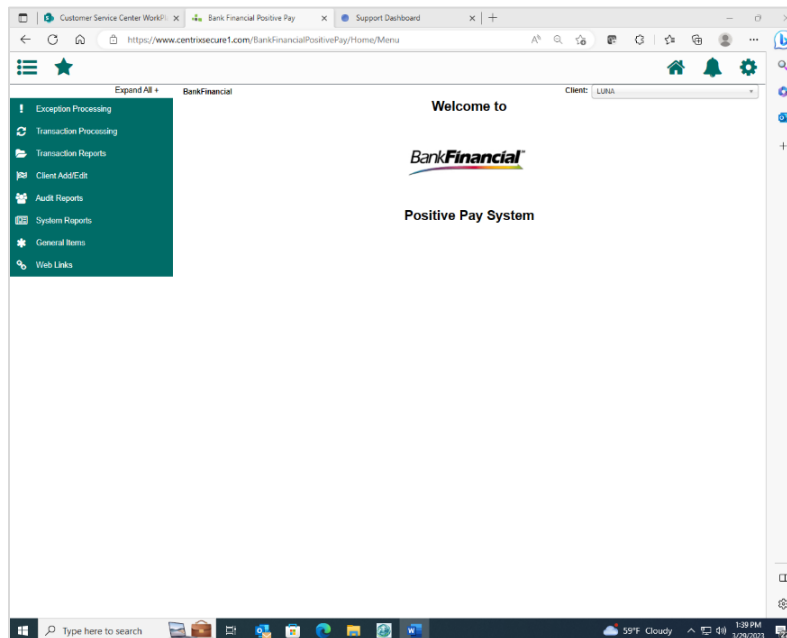 Customer Service Center WorkPl
Bank Financial Positive Pay
Support Dashboard
https://www.centrixsecure1.com/BankFinancialPositivePay/Home/Menu
Expand All +
BankFinancial
Client: LUNA
Exception Processing
Transaction Processing
Transaction Reports
Client Add/Edit
Audit Reports
System Reports
General Items
Web Links
Welcome to
BankFinancial
Positive Pay System
Type here to search
59°F Cloudy
1:39 PM
3/29/2023